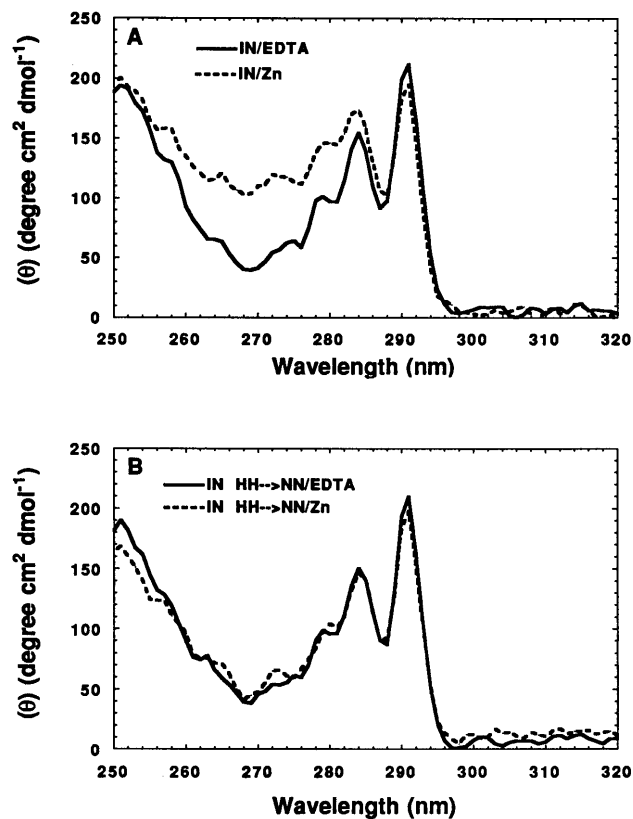 A
IN/EDTA
IN/Zn
(θ) (degree cm² dmol⁻¹)
250
200
150
100
50
0
250 260 270 280 290 300 310 320
Wavelength (nm)
B
IN HH-->NN/EDTA
IN HH-->NN/Zn
(θ) (degree cm² dmol⁻¹)
250
200
150
100
50
0
250 260 270 280 290 300 310 320
Wavelength (nm)